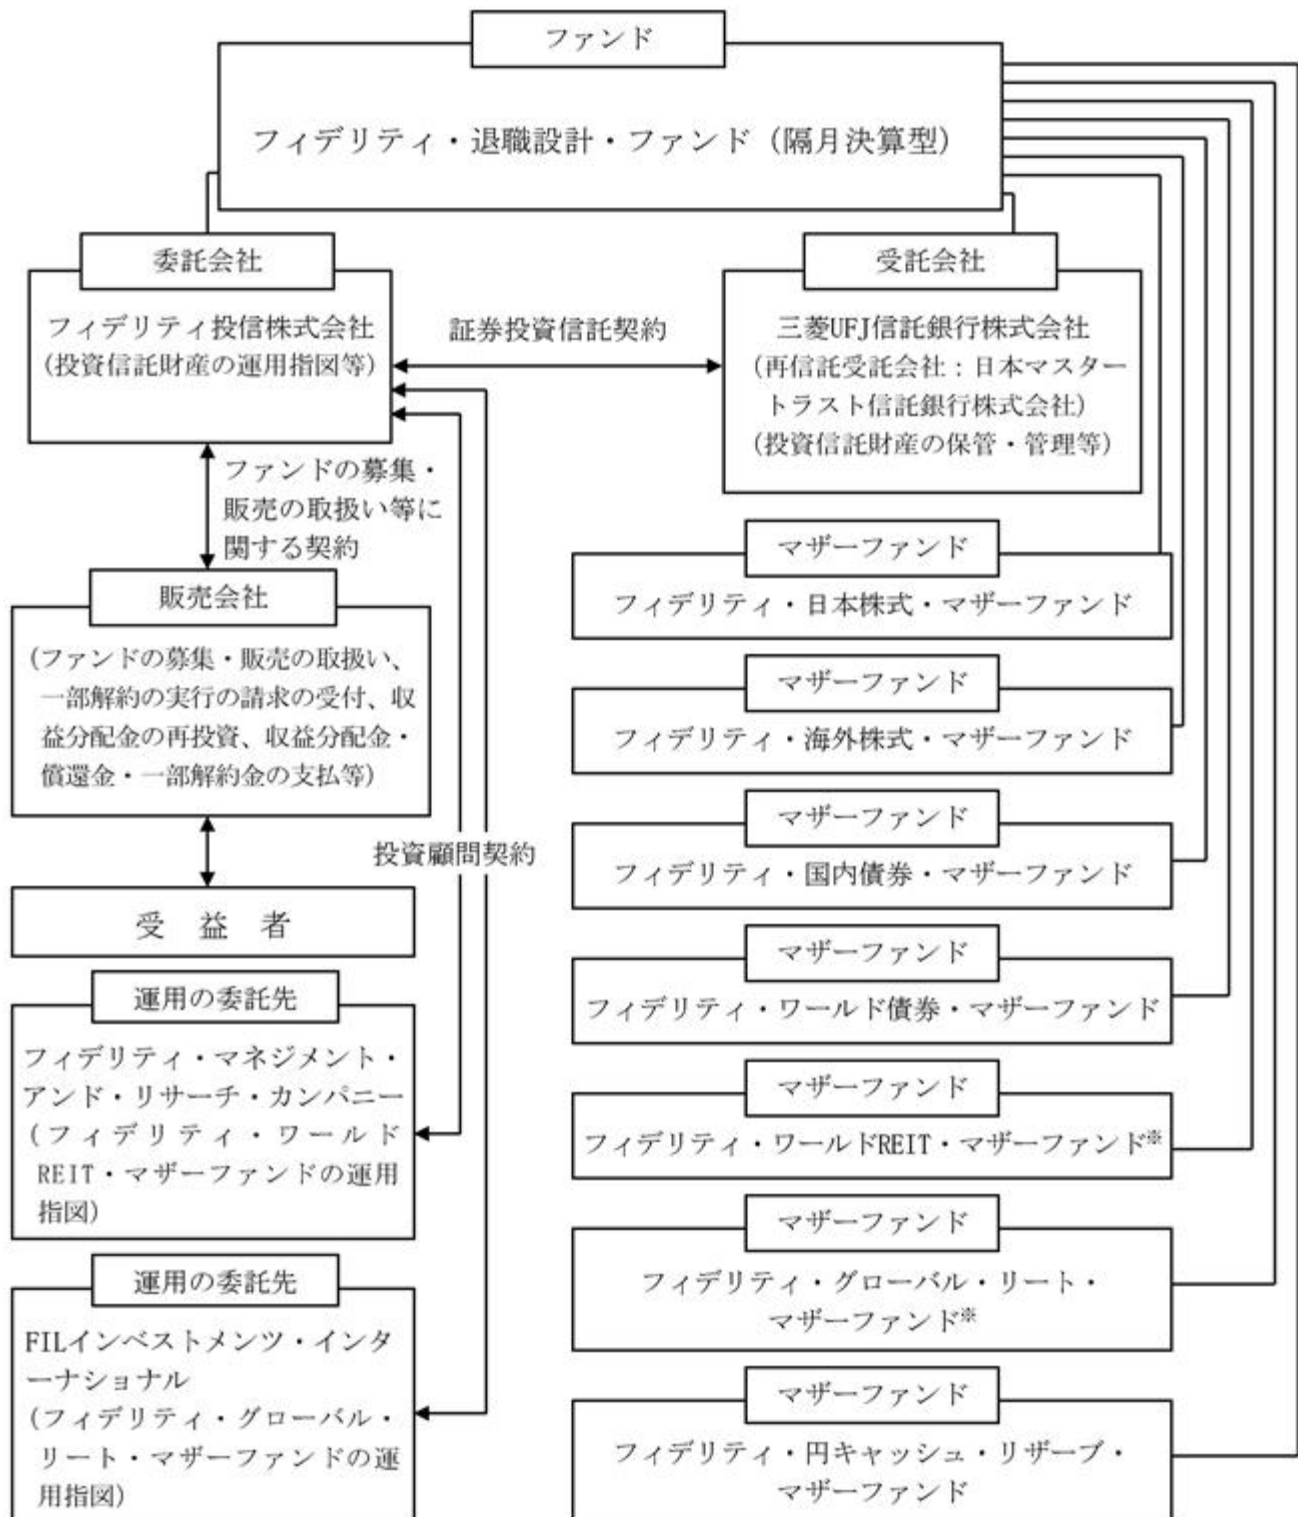 ファンド
フィデリティ・退職設計・ファンド（隔月決算型）
委託会社
フィデリティ投信株式会社
（投資信託財産の運用指図等）
証券投資信託契約
受託会社
三菱UFJ信託銀行株式会社
（再信託受託会社：日本マスター
トラスト信託銀行株式会社）
（投資信託財産の保管・管理等）
ファンドの募集・
販売の取扱い等に
関する契約
販売会社
（ファンドの募集・販売の取扱い、
一部解約の実行の請求の受付、収
益分配金の再投資、収益分配金・
償還金・一部解約金の支払等）
投資顧問契約
受 益 者
運用の委託先
フィデリティ・マネジメント・
アンド・リサーチ・カンパニー
（フィデリティ・ワールド
REIT・マザーファンドの運用
指図）
運用の委託先
FILインベストメンツ・インタ
ーナショナル
（フィデリティ・グローバル・
リート・マザーファンドの運
用指図）
マザーファンド
フィデリティ・日本株式・マザーファンド
マザーファンド
フィデリティ・海外株式・マザーファンド
マザーファンド
フィデリティ・国内債券・マザーファンド
マザーファンド
フィデリティ・ワールド債券・マザーファンド
マザーファンド
フィデリティ・ワールドREIT・マザーファンド※
マザーファンド
フィデリティ・グローバル・リート・
マザーファンド※
マザーファンド
フィデリティ・円キャッシュ・リザーブ・
マザーファンド